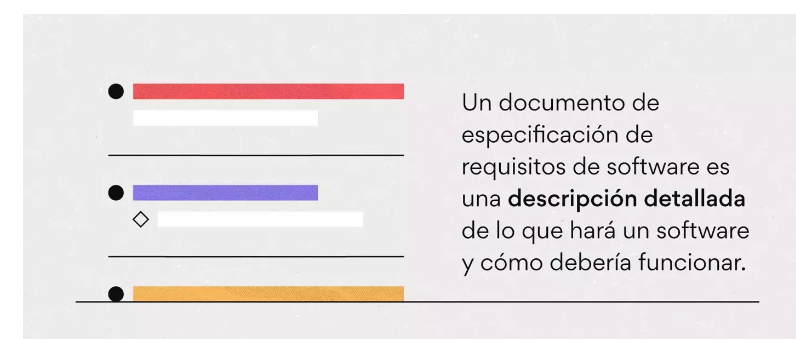 Un documento de
especificación de
requisitos de software es
una descripción detallada
de lo que hará un software
y cómo debería funcionar.